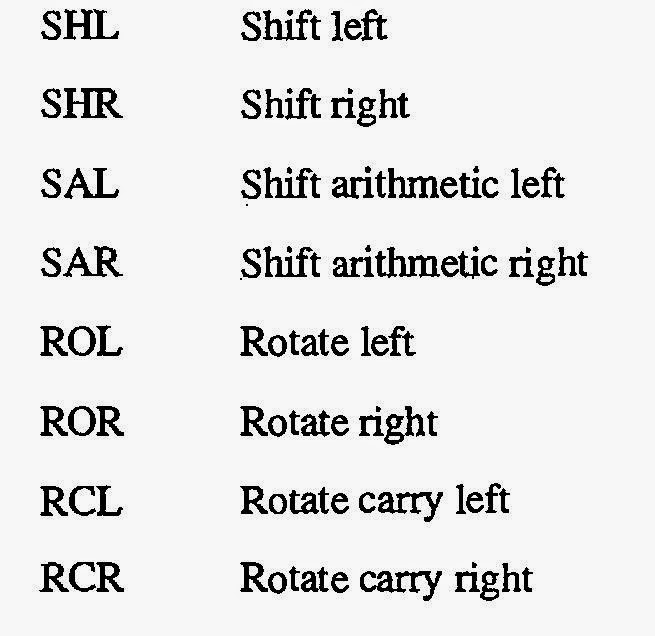 SHL Shift left
SHR Shift right
SAL Shift arithmetic left
SAR Shift arithmetic right
ROL Rotate left
ROR Rotate right
RCL Rotate carry left
RCR Rotate carry right